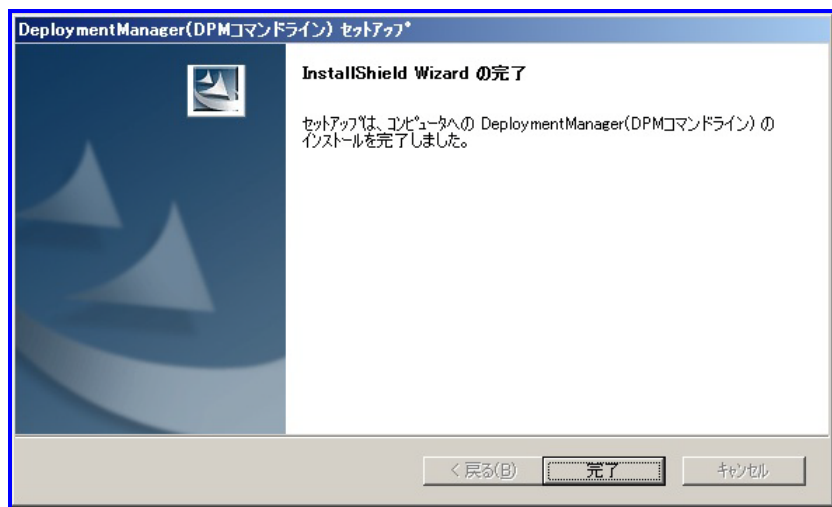 DeploymentManager(DPMコマンドライン) ｾｯﾄｱｯﾌﾟ
InstallShield Wizard の完了
ｾｯﾄｱｯﾌﾟは、ｺﾝﾋﾟｭｰﾀへの DeploymentManager(DPMコマンドライン) の
ｲﾝｽﾄｰﾙを完了しました。
< 戻る(B)
完了
ｷｬﾝｾﾙ